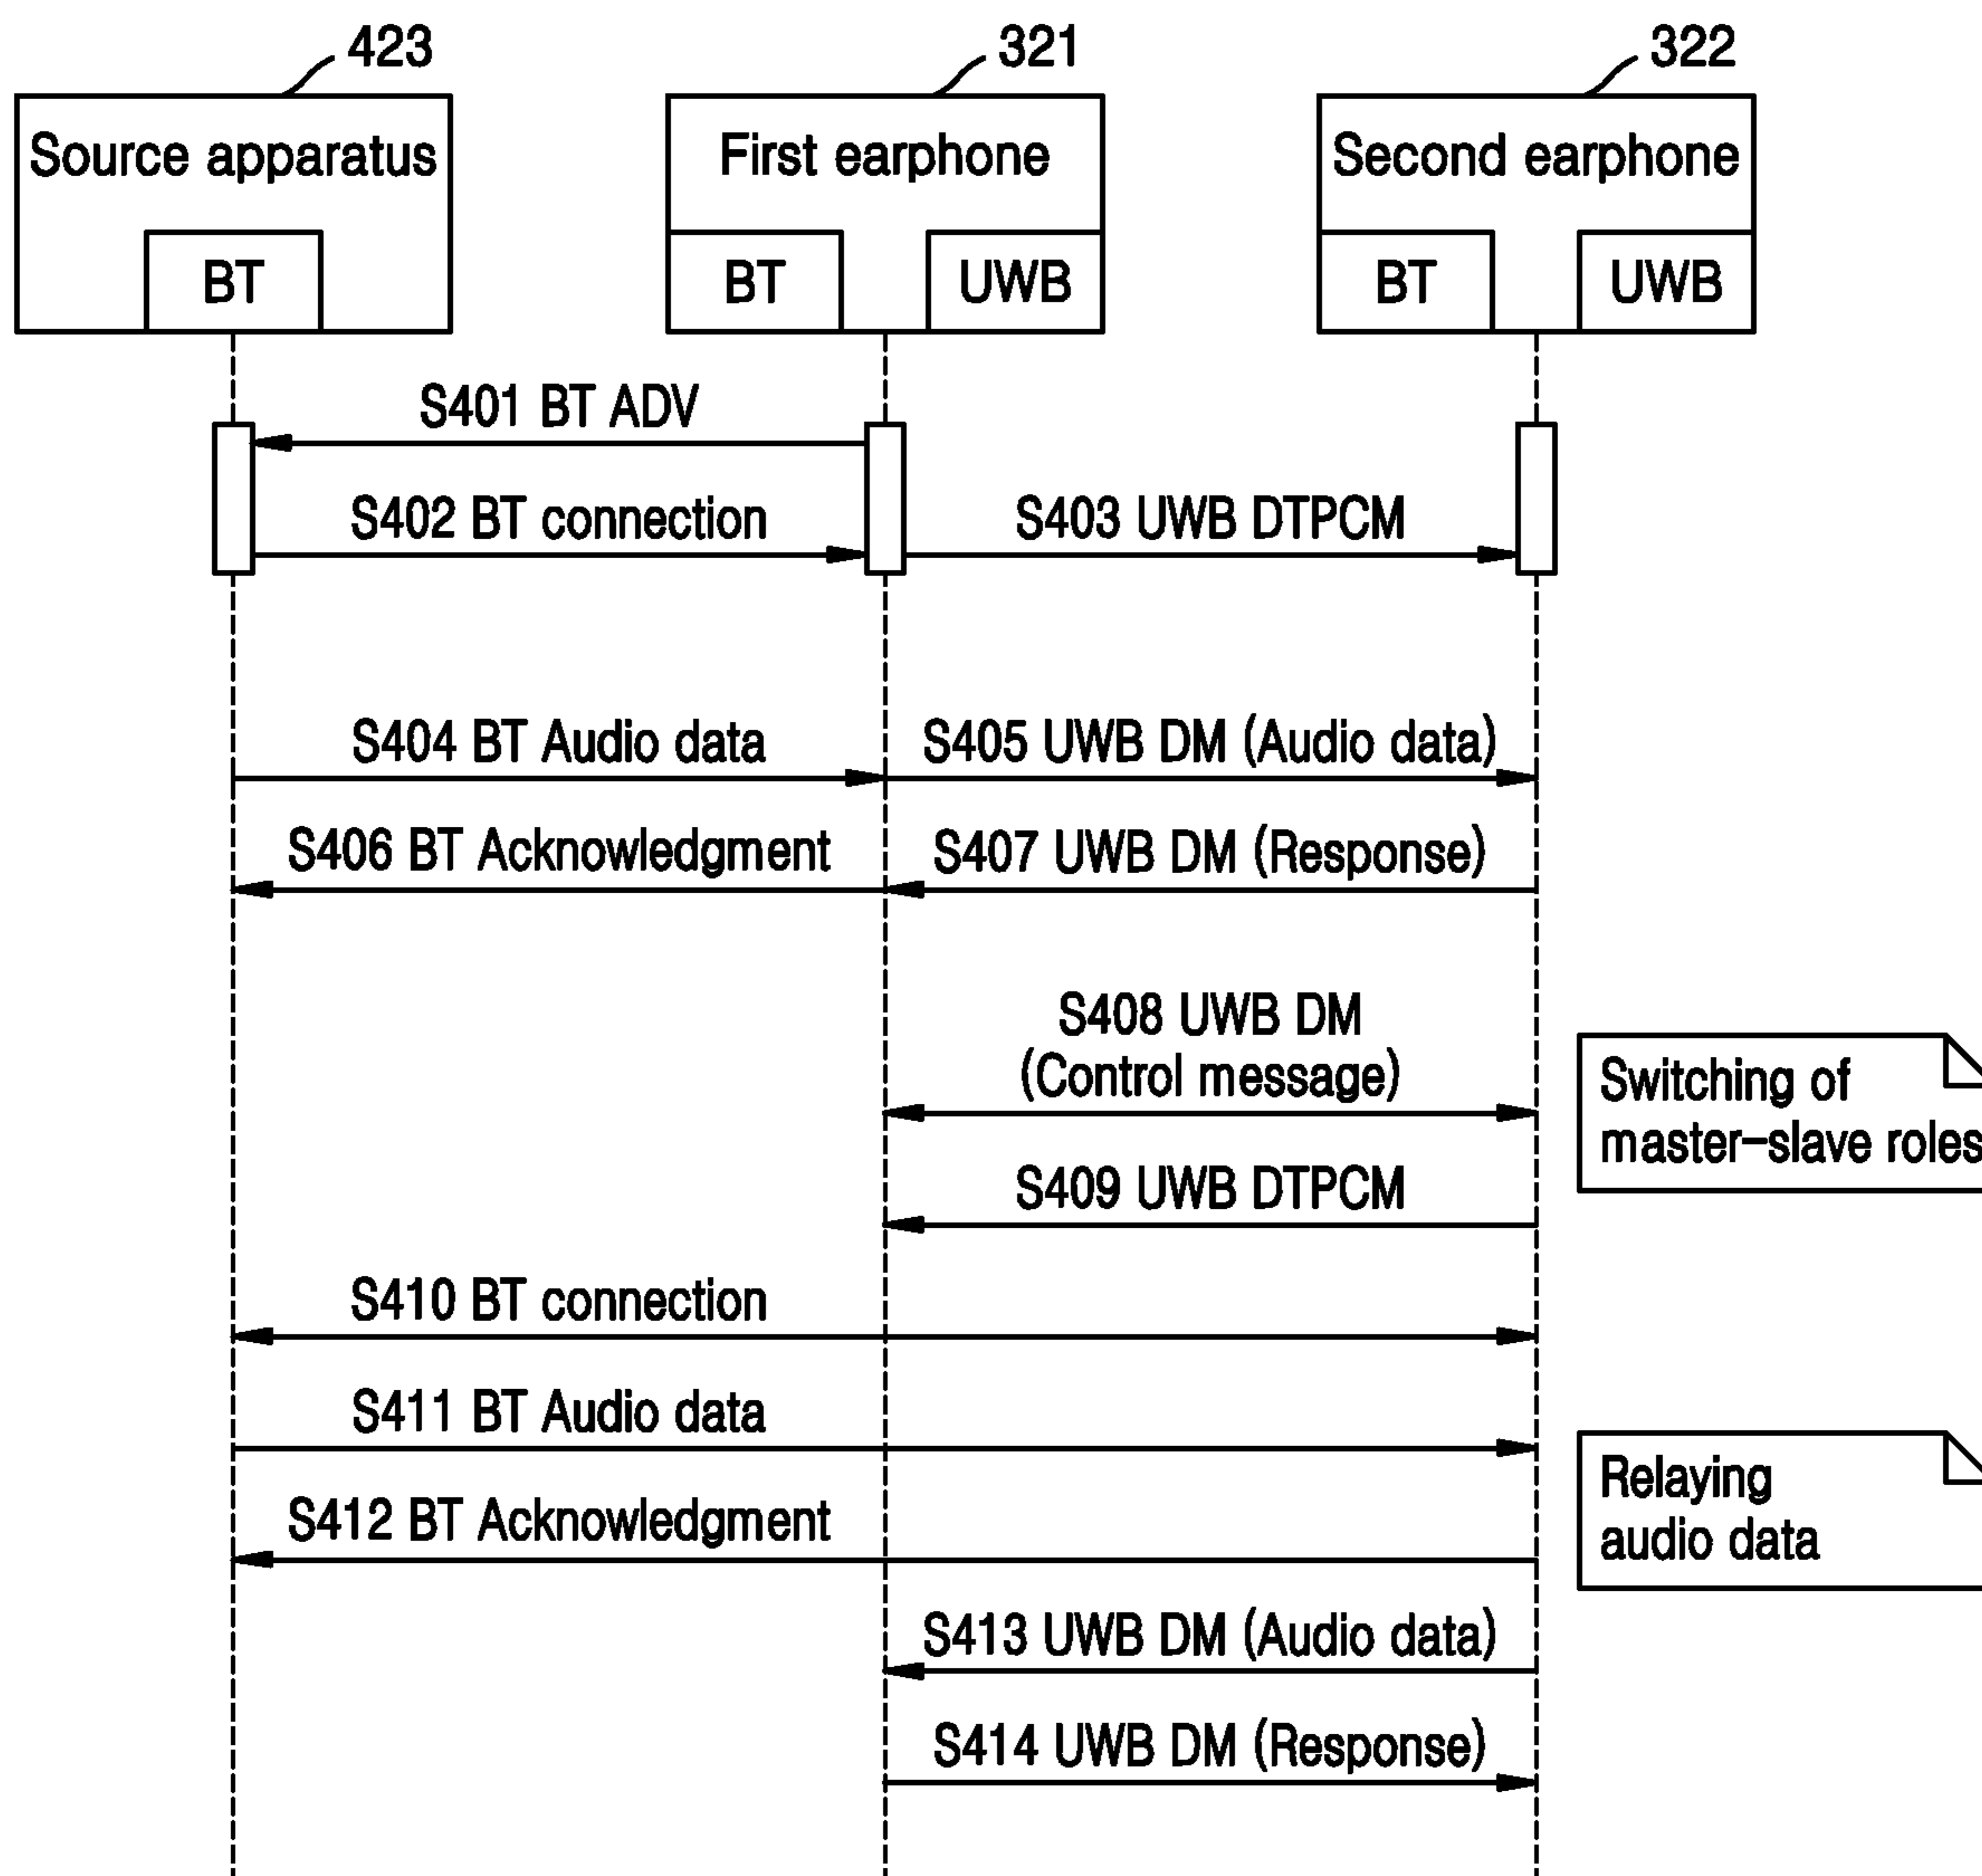 423
321
322
Source apparatus
First earphone
Second earphone
BT
BT
UWB
BT
UWB
S401 BT ADV
S402 BT connection
S403 UWB DTPCM
S404 BT Audio data
S405 UWB DM (Audio data)
S406 BT Acknowledgment
S407 UWB DM (Response)
S408 UWB DM
(Control message)
Switching of
master-slave roles
S409 UWB DTPCM
S410 BT connection
S411 BT Audio data
Relaying
audio data
S412 BT Acknowledgment
S413 UWB DM (Audio data)
S414 UWB DM (Response)